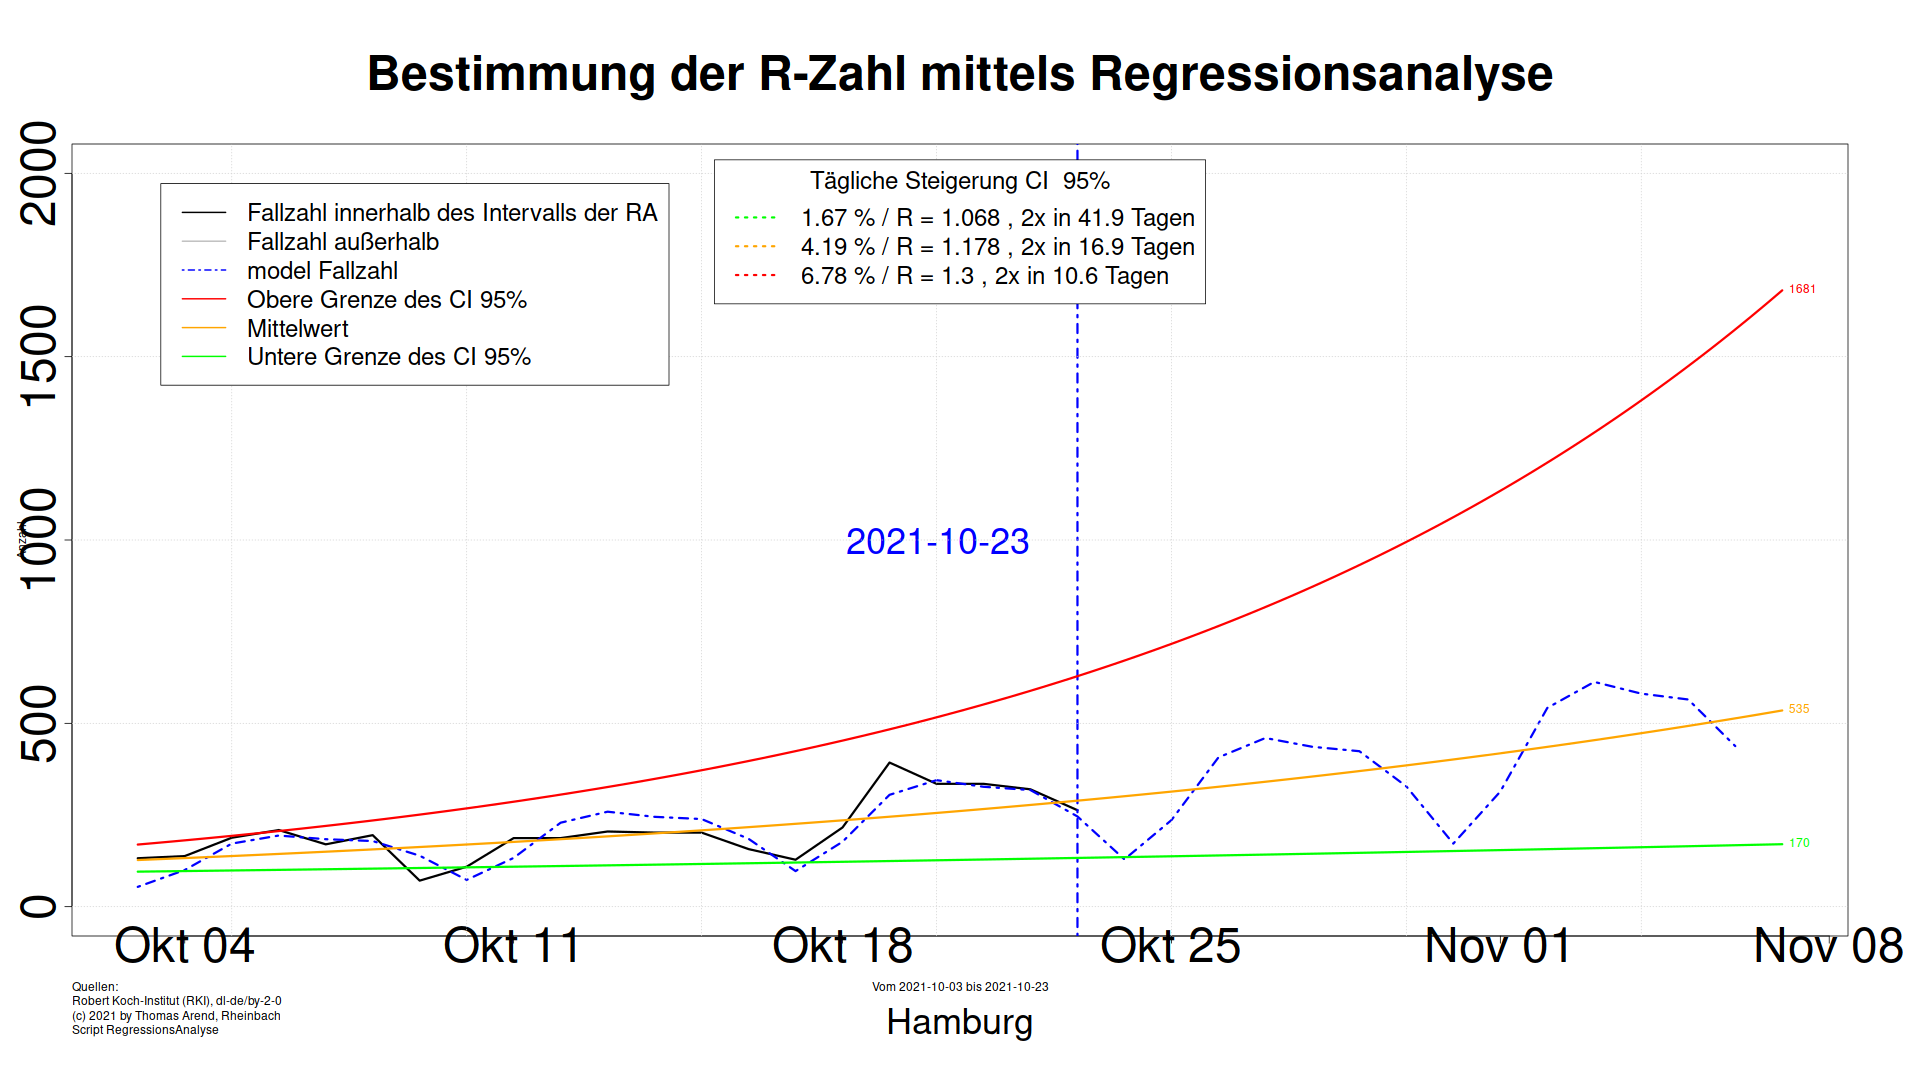 Bestimmung der R-Zahl mittels Regressionsanalyse
2000
1500
1000
500
0
Anzahl
Fallzahl innerhalb des Intervalls der RA
Fallzahl außerhalb
model Fallzahl
Obere Grenze des CI 95%
Mittelwert
Untere Grenze des CI 95%
Tägliche Steigerung CI  95%
1.67 % / R = 1.068 , 2x in 41.9 Tagen
4.19 % / R = 1.178 , 2x in 16.9 Tagen
6.78 % / R = 1.3 , 2x in 10.6 Tagen
1681
2021-10-23
535
170
Okt 04
Okt 11
Okt 18
Okt 25
Nov 01
Nov 08
Quellen:
Robert Koch-Institut (RKI), dl-de/by-2-0
(c) 2021 by Thomas Arend, Rheinbach
Script RegressionsAnalyse
Vom 2021-10-03 bis 2021-10-23
Hamburg